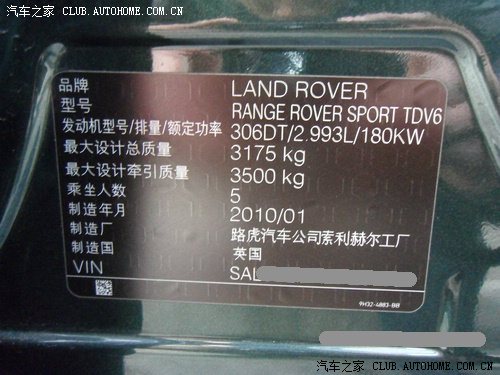 汽车之家 CLUB.AUTOHOME.COM.CN
品牌 LAND ROVER
型号 RANGE ROVER SPORT TDV6
发动机型号/排量/额定功率 306DT/2.993L/180KW
最大设计总质量 3175 kg
最大设计牵引质量 3500 kg
乘坐人数 5
制造年月 2010/01
制造厂 路虎汽车公司索利赫尔工厂
制造国 英国
VIN SAL
9H32-4083-BB
汽车之家 CLUB.AUTOHOME.COM.CN